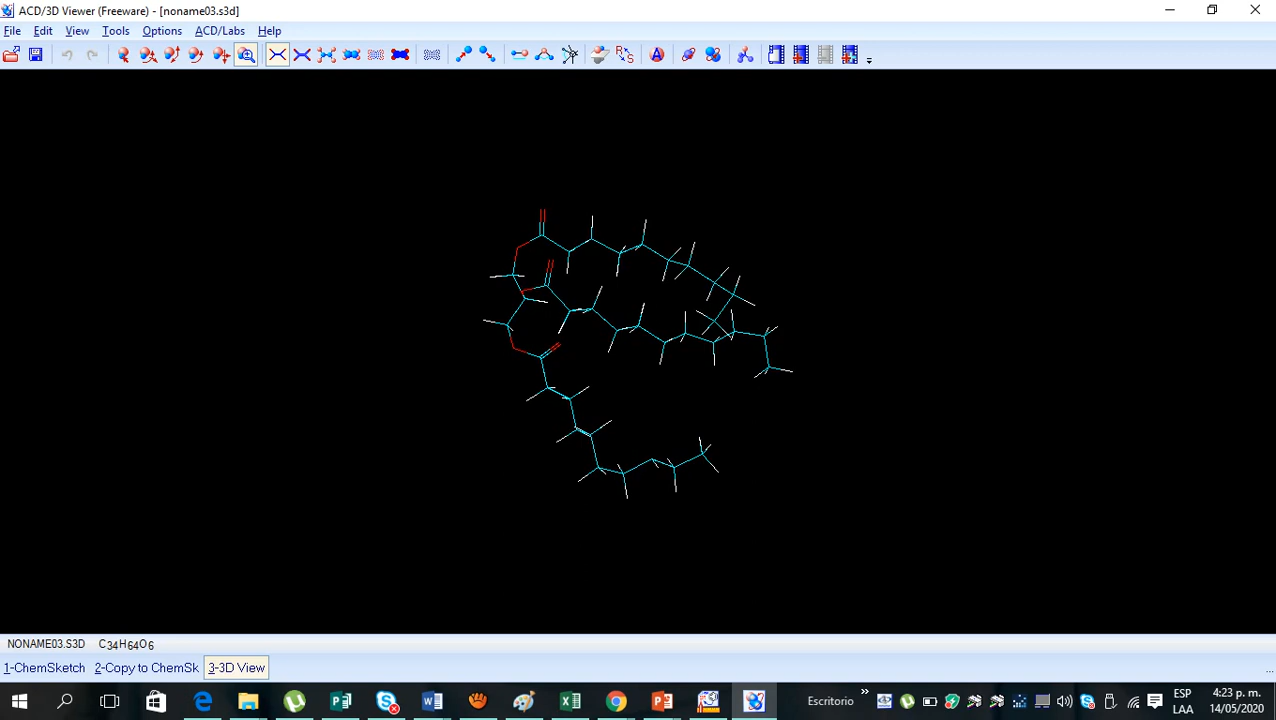 ACD/3D Viewer (Freeware) - [noname03.s3d]
File Edit View Tools Options ACD/Labs Help
R S A
NONAME03.S3D C34H64O6
1-ChemSketch 2-Copy to ChemSk 3-3D View
Escritorio » ESP 4:23 p. m.
LAA 14/05/2020